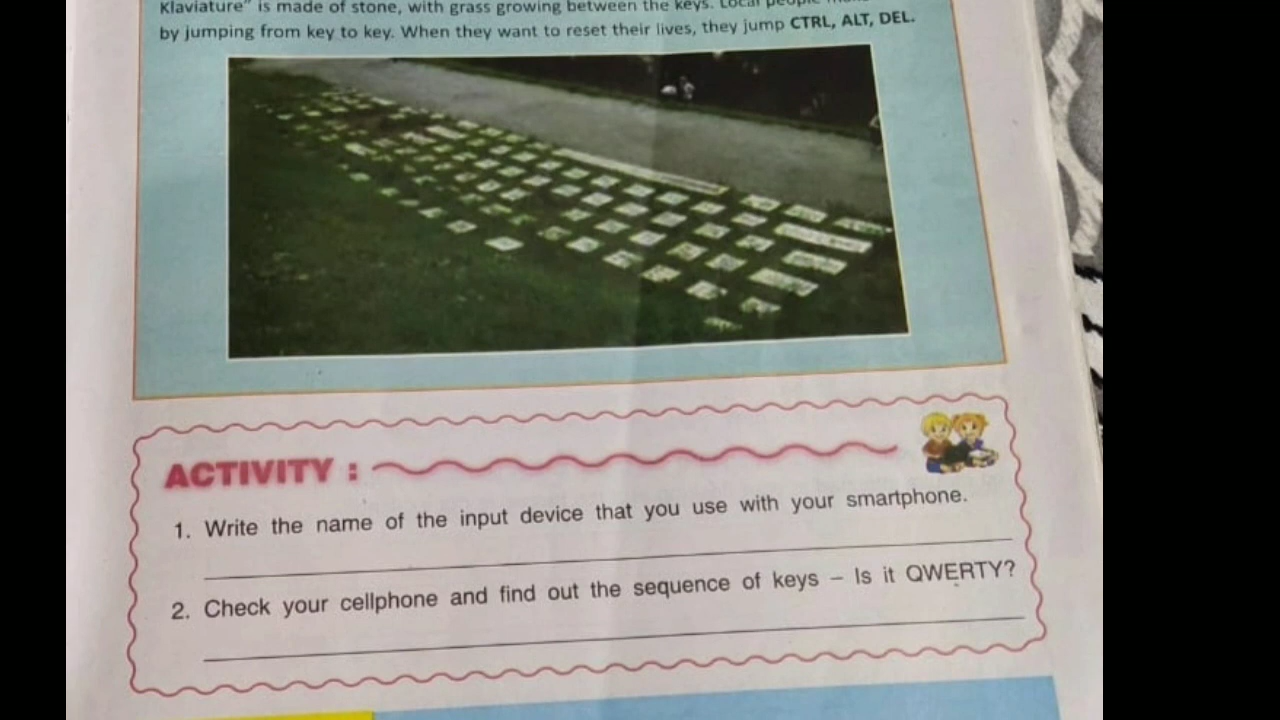 Klaviature" is made of stone, with grass growing between the keys. Local people
by jumping from key to key. When they want to reset their lives, they jump CTRL, ALT, DEL.
ACTIVITY :
1. Write the name of the input device that you use with your smartphone.
2. Check your cellphone and find out the sequence of keys – Is it QWERTY?